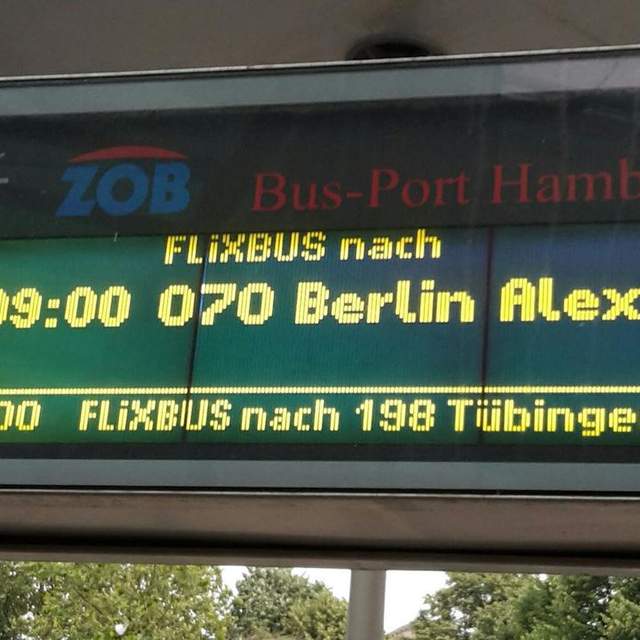 ZOB Bus-Port Hamb
FLiXBUS nach
09:00 070 Berlin Alex
00 FLiXBUS nach 198 Tübinge